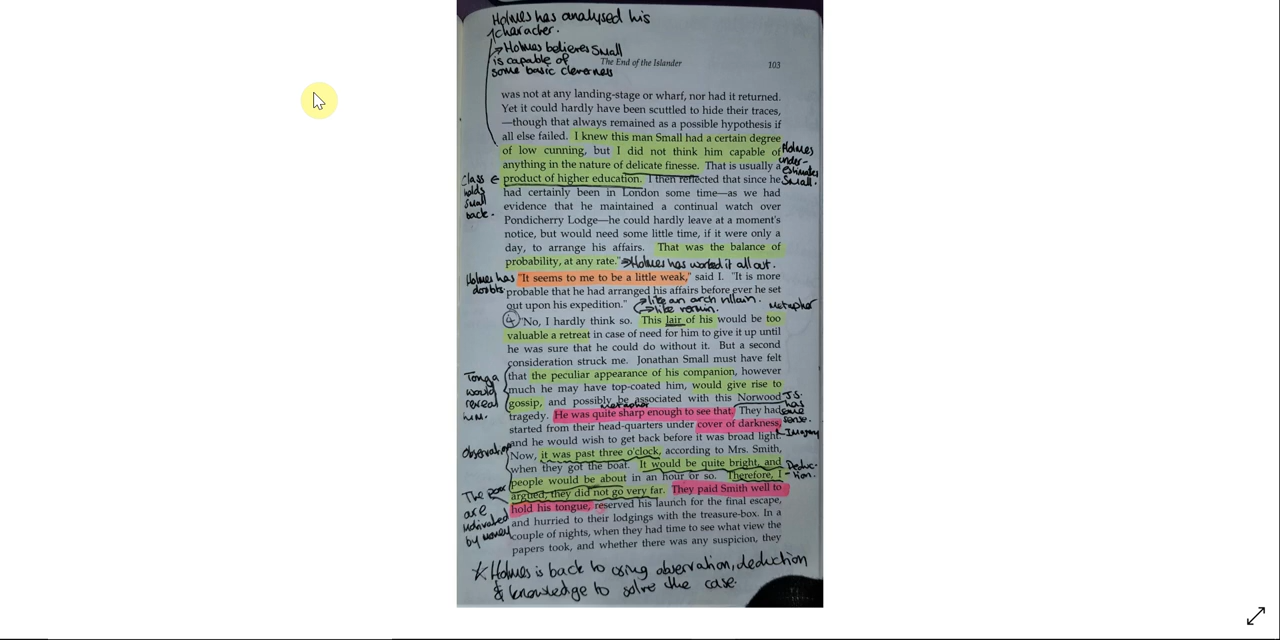 Holmes has analysed his
character.
→ Holmes believes Small
is capable of
some basic cleverness
The End of the Islander 103
was not at any landing-stage or wharf, nor had it returned.
Yet it could hardly have been scuttled to hide their traces,
—though that always remained as a possible hypothesis if
all else failed. I knew this man Small had a certain degree
of low cunning, but I did not think him capable of
anything in the nature of delicate finesse. That is usually a
product of higher education. I then reflected that since he
had certainly been in London some time—as we had
evidence that he maintained a continual watch over
Pondicherry Lodge—he could hardly leave at a moment's
notice, but would need some little time, if it were only a
day, to arrange his affairs. That was the balance of
probability, at any rate."
Holmes
under-
estimates
Small.
Class
holds
Small
back.
→ Holmes has worked it all out.
Holmes has
doubts.
"It seems to me to be a little weak," said I. "It is more
probable that he had arranged his affairs before ever he set
out upon his expedition."
→ like an arch villain.
→ like vermin.
Metaphor
4
"No, I hardly think so. This lair of his would be too
valuable a retreat in case of need for him to give it up until
he was sure that he could do without it. But a second
consideration struck me. Jonathan Small must have felt
that the peculiar appearance of his companion, however
much he may have top-coated him, would give rise to
gossip, and possibly be associated with this Norwood
tragedy. He was quite sharp enough to see that. They had
started from their head-quarters under cover of darkness,
and he would wish to get back before it was broad light.
Now, it was past three o'clock, according to Mrs. Smith,
when they got the boat. It would be quite bright, and
people would be about in an hour or so. Therefore, I
argued, they did not go very far. They paid Smith well to
hold his tongue, reserved his launch for the final escape,
and hurried to their lodgings with the treasure-box. In a
couple of nights, when they had time to see what view the
papers took, and whether there was any suspicion, they
Tonga
would
reveal
him.
metaphor
J.S.
has
some
sense.
Imagery
Observation
Deduc-
tion.
The poor
are
motivated
by money
* Holmes is back to using observation, deduction
& knowledge to solve the case.